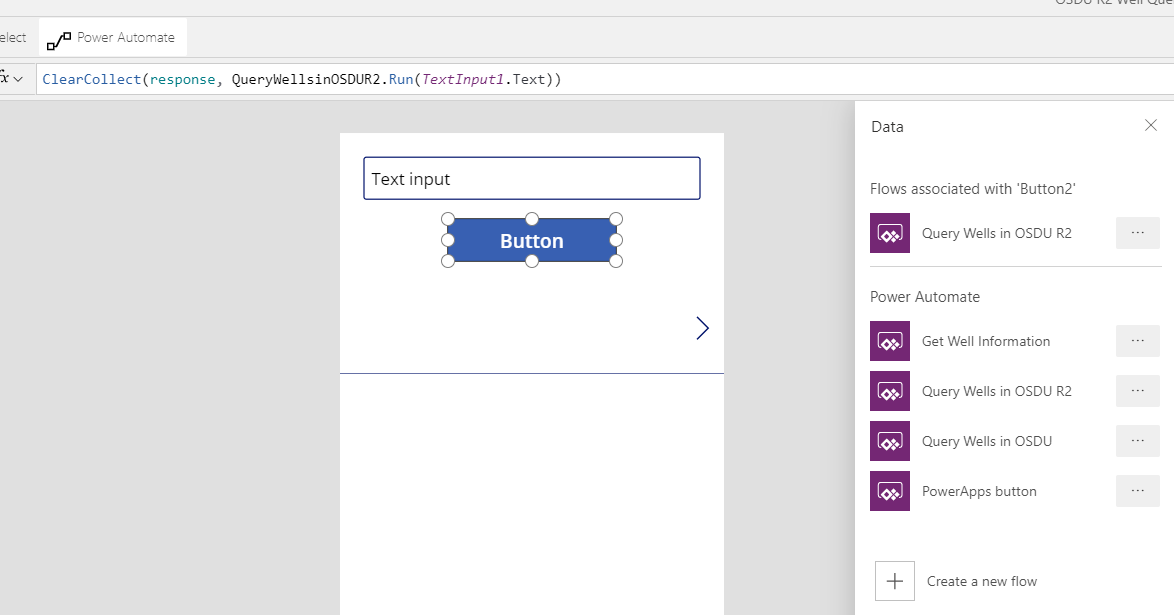 OSDU R2 Well Que
elect
Power Automate
fx
ClearCollect(response, QueryWellsinOSDUR2.Run(TextInput1.Text))
Data
Text input
Flows associated with 'Button2'
Button
Query Wells in OSDU R2
...
Power Automate
Get Well Information
...
Query Wells in OSDU R2
...
Query Wells in OSDU
...
PowerApps button
...
Create a new flow